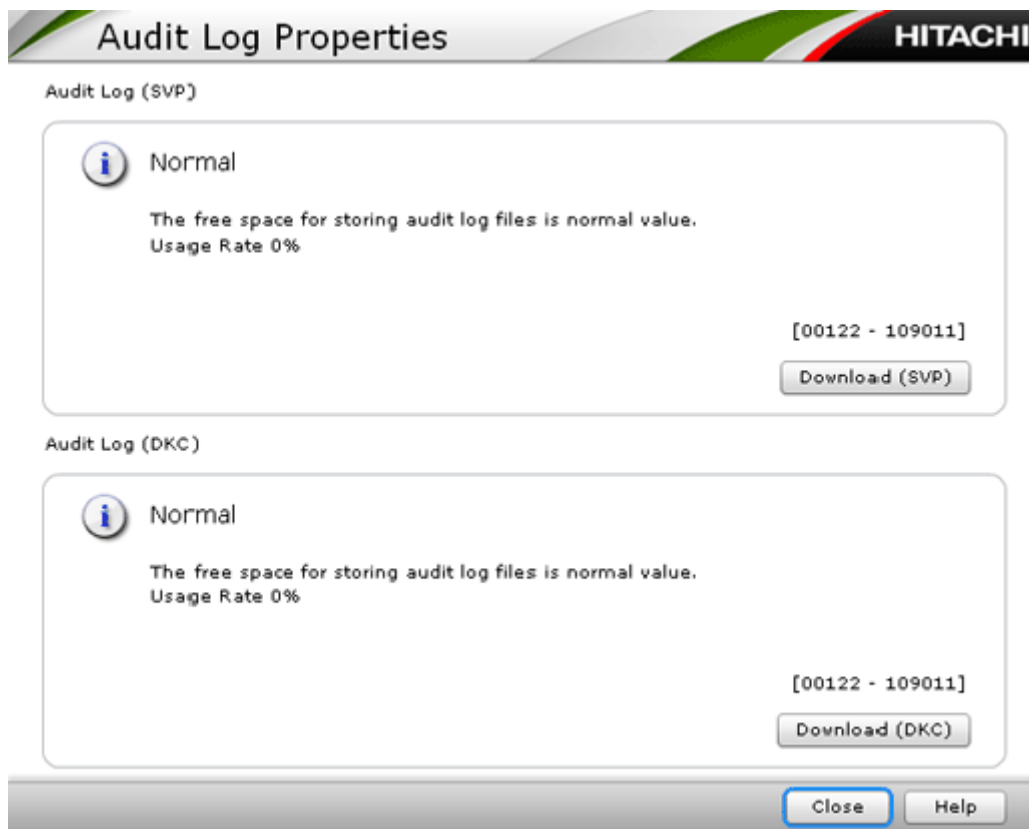 Audit Log Properties
HITACHI
Audit Log (SVP)
Normal
The free space for storing audit log files is normal value.
Usage Rate 0%
[00122 - 109011]
Download (SVP)
Audit Log (DKC)
Normal
The free space for storing audit log files is normal value.
Usage Rate 0%
[00122 - 109011]
Download (DKC)
Close Help